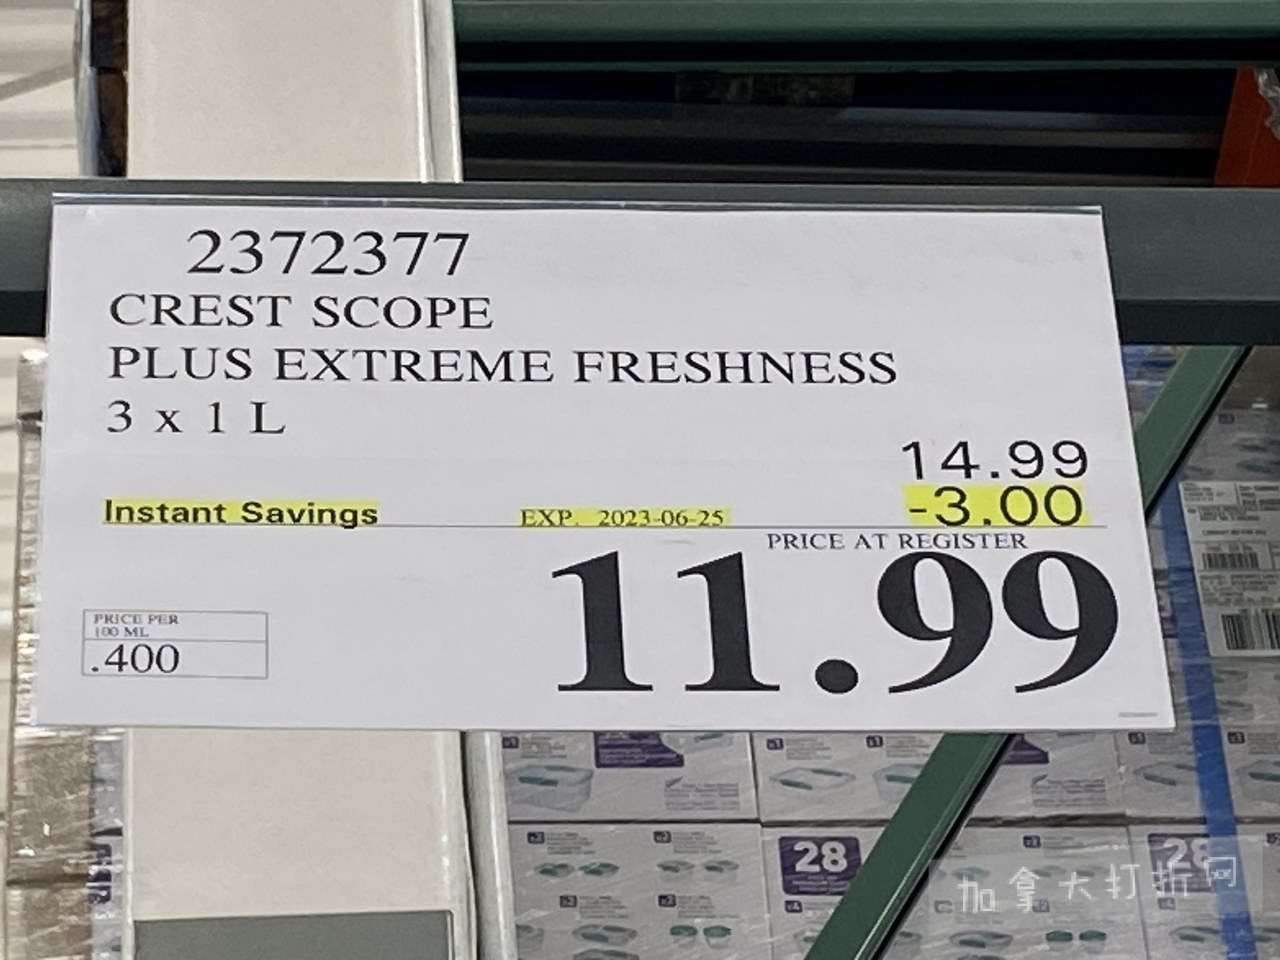 2372377
CREST SCOPE
PLUS EXTREME FRESHNESS
3 x 1 L
14.99
Instant Savings EXP. 2023-06-25 -3.00
PRICE AT REGISTER
11.99
PRICE PER
100 ML
.400
28
28
加拿大打折网